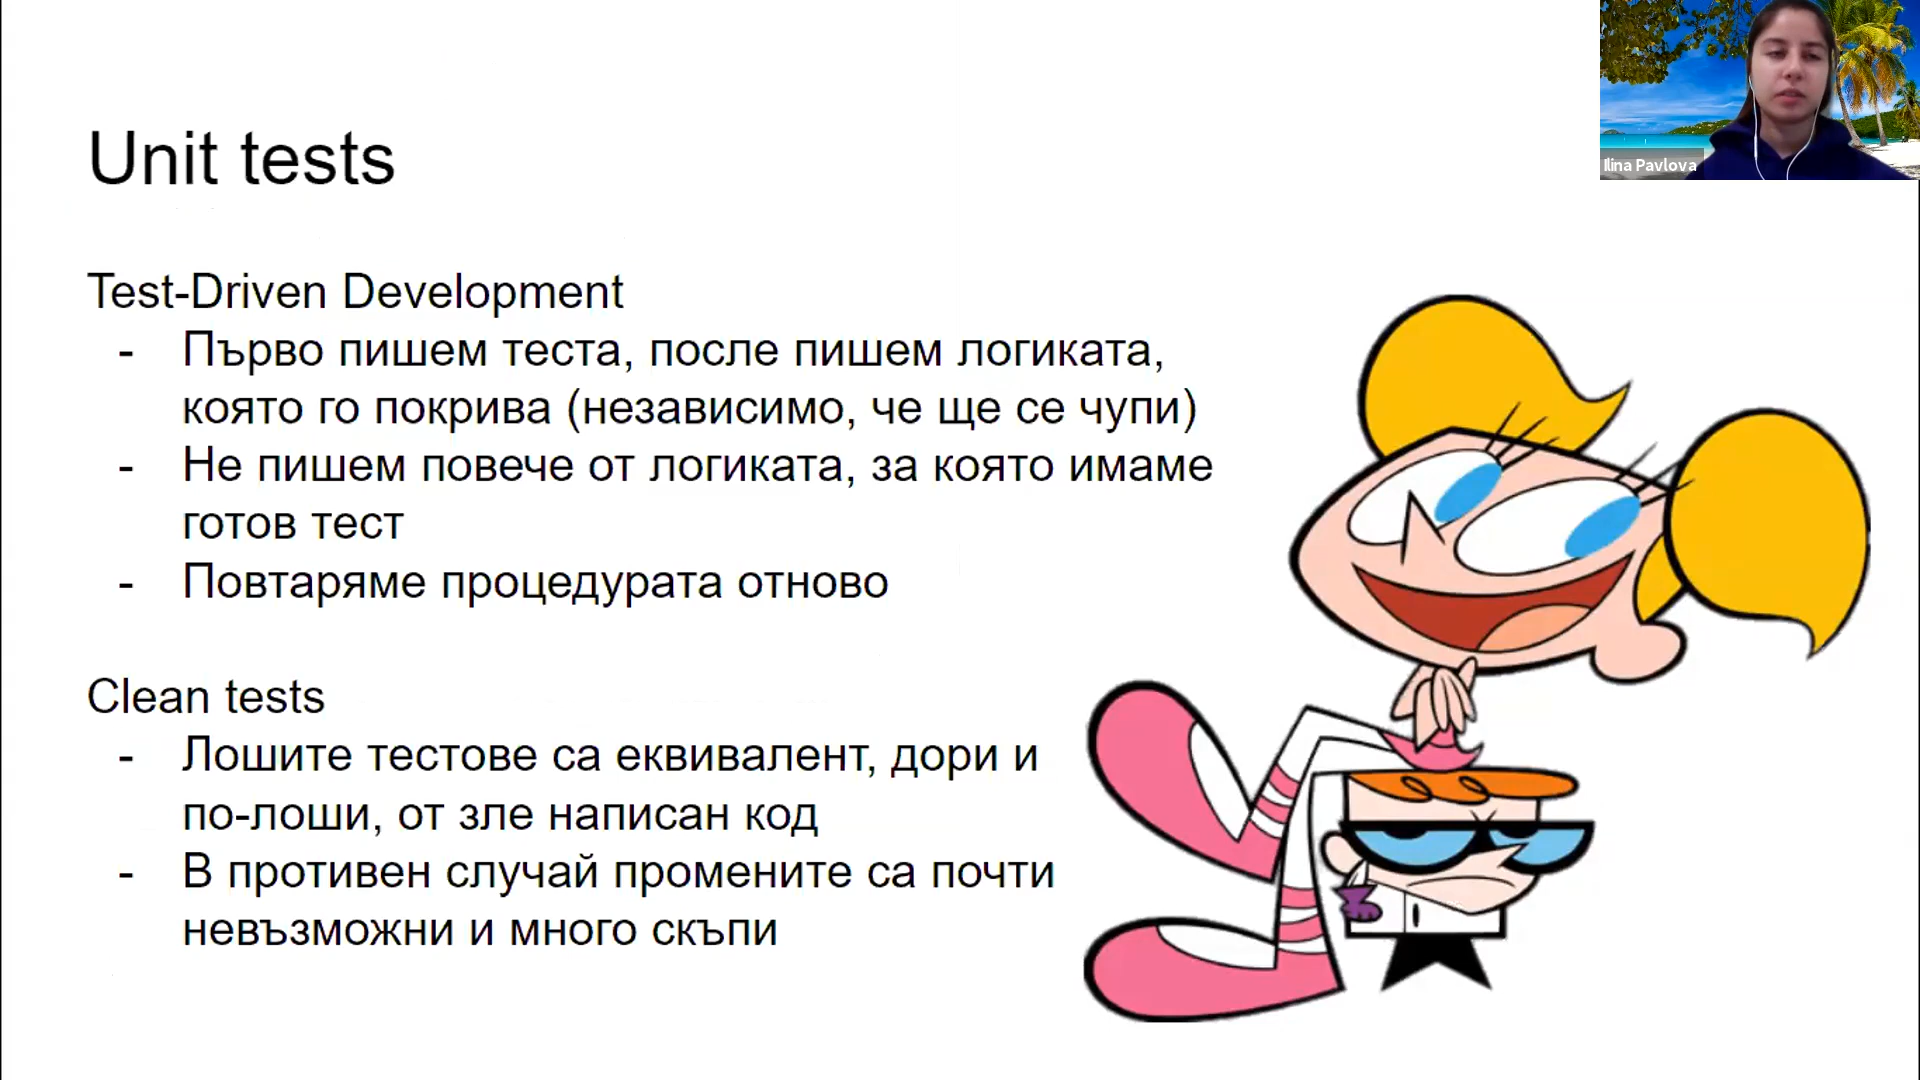 Unit tests
Ilina Pavlova
Test-Driven Development
- Първо пишем теста, после пишем логиката,
която го покрива (независимо, че ще се чупи)
- Не пишем повече от логиката, за която имаме
готов тест
- Повтаряме процедурата отново
Clean tests
- Лошите тестове са еквивалент, дори и
по-лоши, от зле написан код
- В противен случай промените са почти
невъзможни и много скъпи